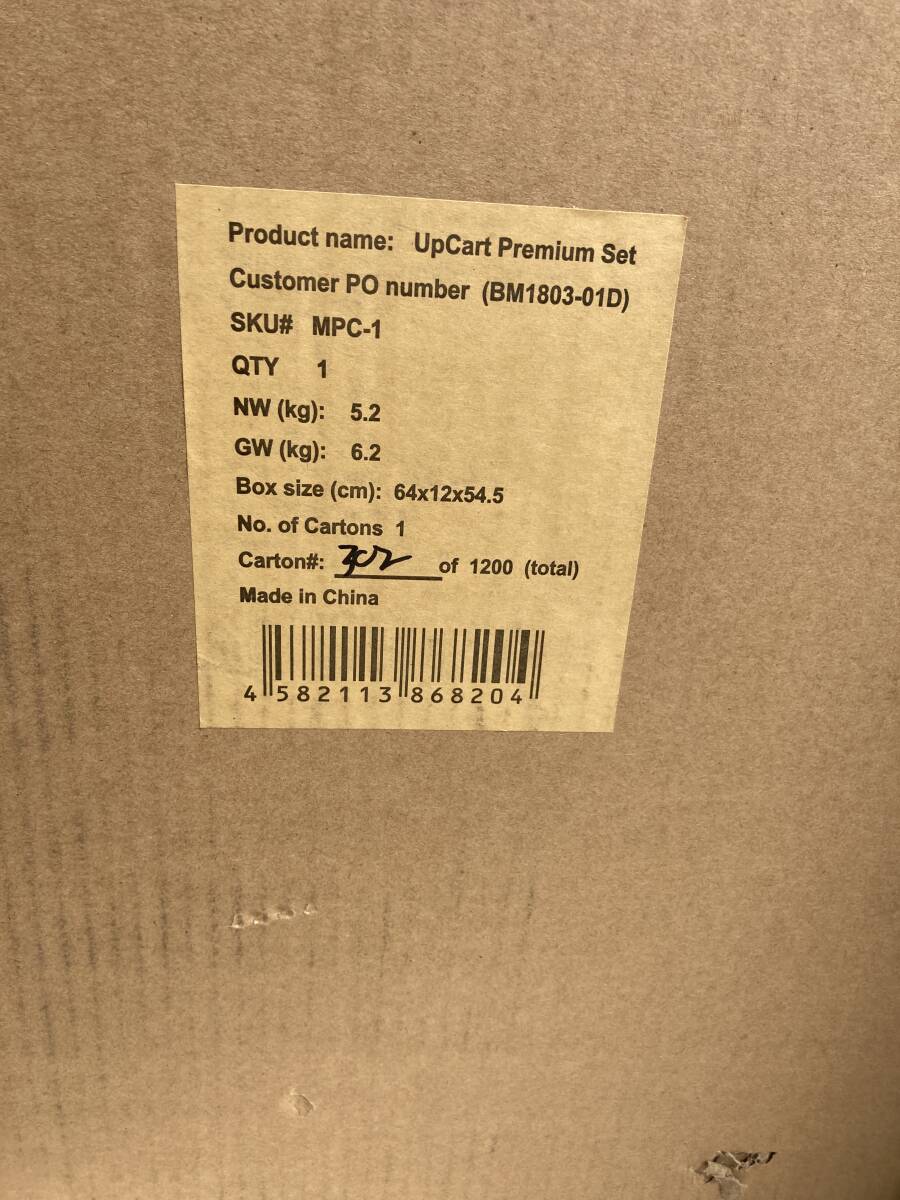 Product name: UpCart Premium Set
Customer PO number (BM1803-01D)
SKU# MPC-1
QTY 1
NW (kg): 5.2
GW (kg): 6.2
Box size (cm): 64x12x54.5
No. of Cartons 1
Carton#: 302 of 1200 (total)
Made in China
4 582113 868204